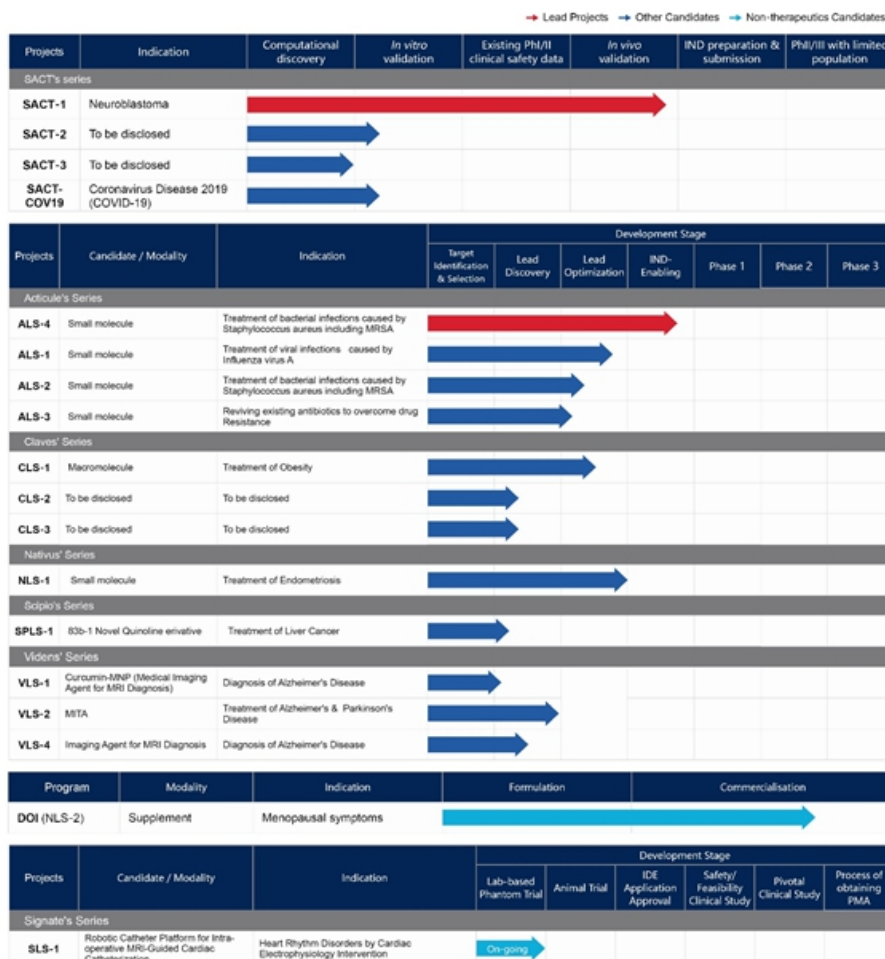 Lead Projects Other Candidates Non-therapeutics Candidates
Projects Indication Computational discovery In vitro validation Existing PhI/II clinical safety data In vivo validation IND preparation & submission PhII/III with limited population
SACT's series
SACT-1 Neuroblastoma
SACT-2 To be disclosed
SACT-3 To be disclosed
SACT-COV19 Coronavirus Disease 2019 (COVID-19)
Development Stage
Projects Candidate / Modality Indication Target Identification & Selection Lead Discovery Lead Optimization IND-Enabling Phase 1 Phase 2 Phase 3
Acticule's Series
ALS-4 Small molecule Treatment of bacterial infections caused by Staphylococcus aureus including MRSA
ALS-1 Small molecule Treatment of viral infections caused by Influenza virus A
ALS-2 Small molecule Treatment of bacterial infections caused by Staphylococcus aureus including MRSA
ALS-3 Small molecule Reviving existing antibiotics to overcome drug Resistance
Claves' Series
CLS-1 Macromolecule Treatment of Obesity
CLS-2 To be disclosed To be disclosed
CLS-3 To be disclosed To be disclosed
Nativus' Series
NLS-1 Small molecule Treatment of Endometriosis
Scipio's Series
SPLS-1 83b-1 Novel Quinoline erivative Treatment of Liver Cancer
Videns' Series
VLS-1 Curcumin-MNP (Medical Imaging Agent for MRI Diagnosis) Diagnosis of Alzheimer's Disease
VLS-2 MITA Treatment of Alzheimer's & Parkinson's Disease
VLS-4 Imaging Agent for MRI Diagnosis Diagnosis of Alzheimer's Disease
Program Modality Indication Formulation Commercialisation
DOI (NLS-2) Supplement Menopausal symptoms
Development Stage
Projects Candidate / Modality Indication Lab-based Phantom Trial Animal Trial IDE Application Approval Safety/ Feasibility Clinical Study Pivotal Clinical Study Process of obtaining PMA
Signate's Series
SLS-1 Robotic Catheter Platform for Intra-operative MRI-Guided Cardiac Heart Rhythm Disorders by Cardiac Electrophysiology Intervention On-going